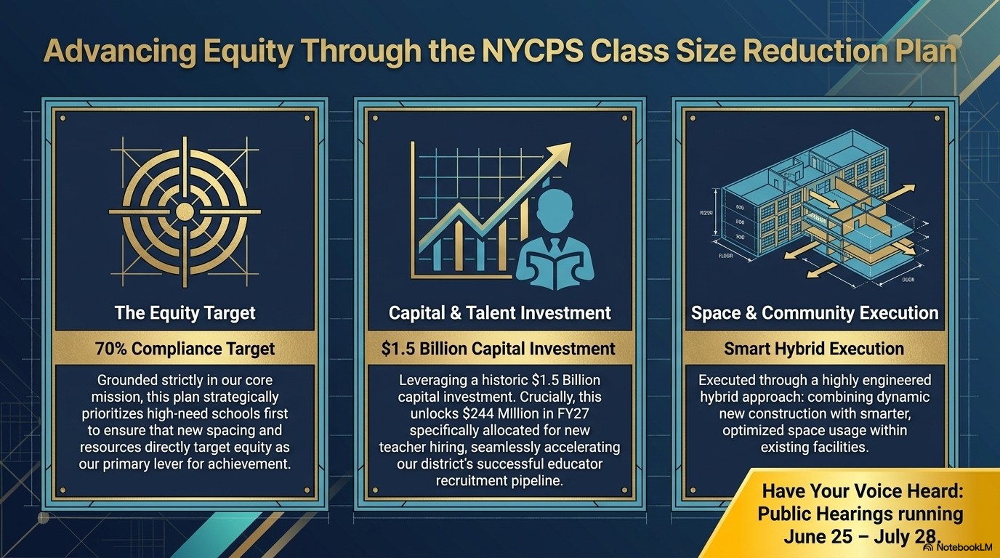 Advancing Equity Through the NYCPS Class Size Reduction Plan
The Equity Target
70% Compliance Target
Grounded strictly in our core
mission, this plan strategically
prioritizes high-need schools first
to ensure that new spacing and
resources directly target equity as
our primary lever for achievement.
Capital & Talent Investment
$1.5 Billion Capital Investment
Leveraging a historic $1.5 Billion
capital investment. Crucially, this
unlocks $244 MIllion in FY27
specifically allocated for new
teacher hiring, seamlessly accelerating
our district's successful educator
recruitment pipeline.
600
200
300
FLOGR
Space & Community Execution
Smart Hybrid Execution
Executed through a highly engineered
hybrid approach: combining dynamic
new construction with smarter,
optimized space usage within
existing facilities.
Have Your Voice Heard:
Public Hearings running
June 25 – July 28.
NotebookLM